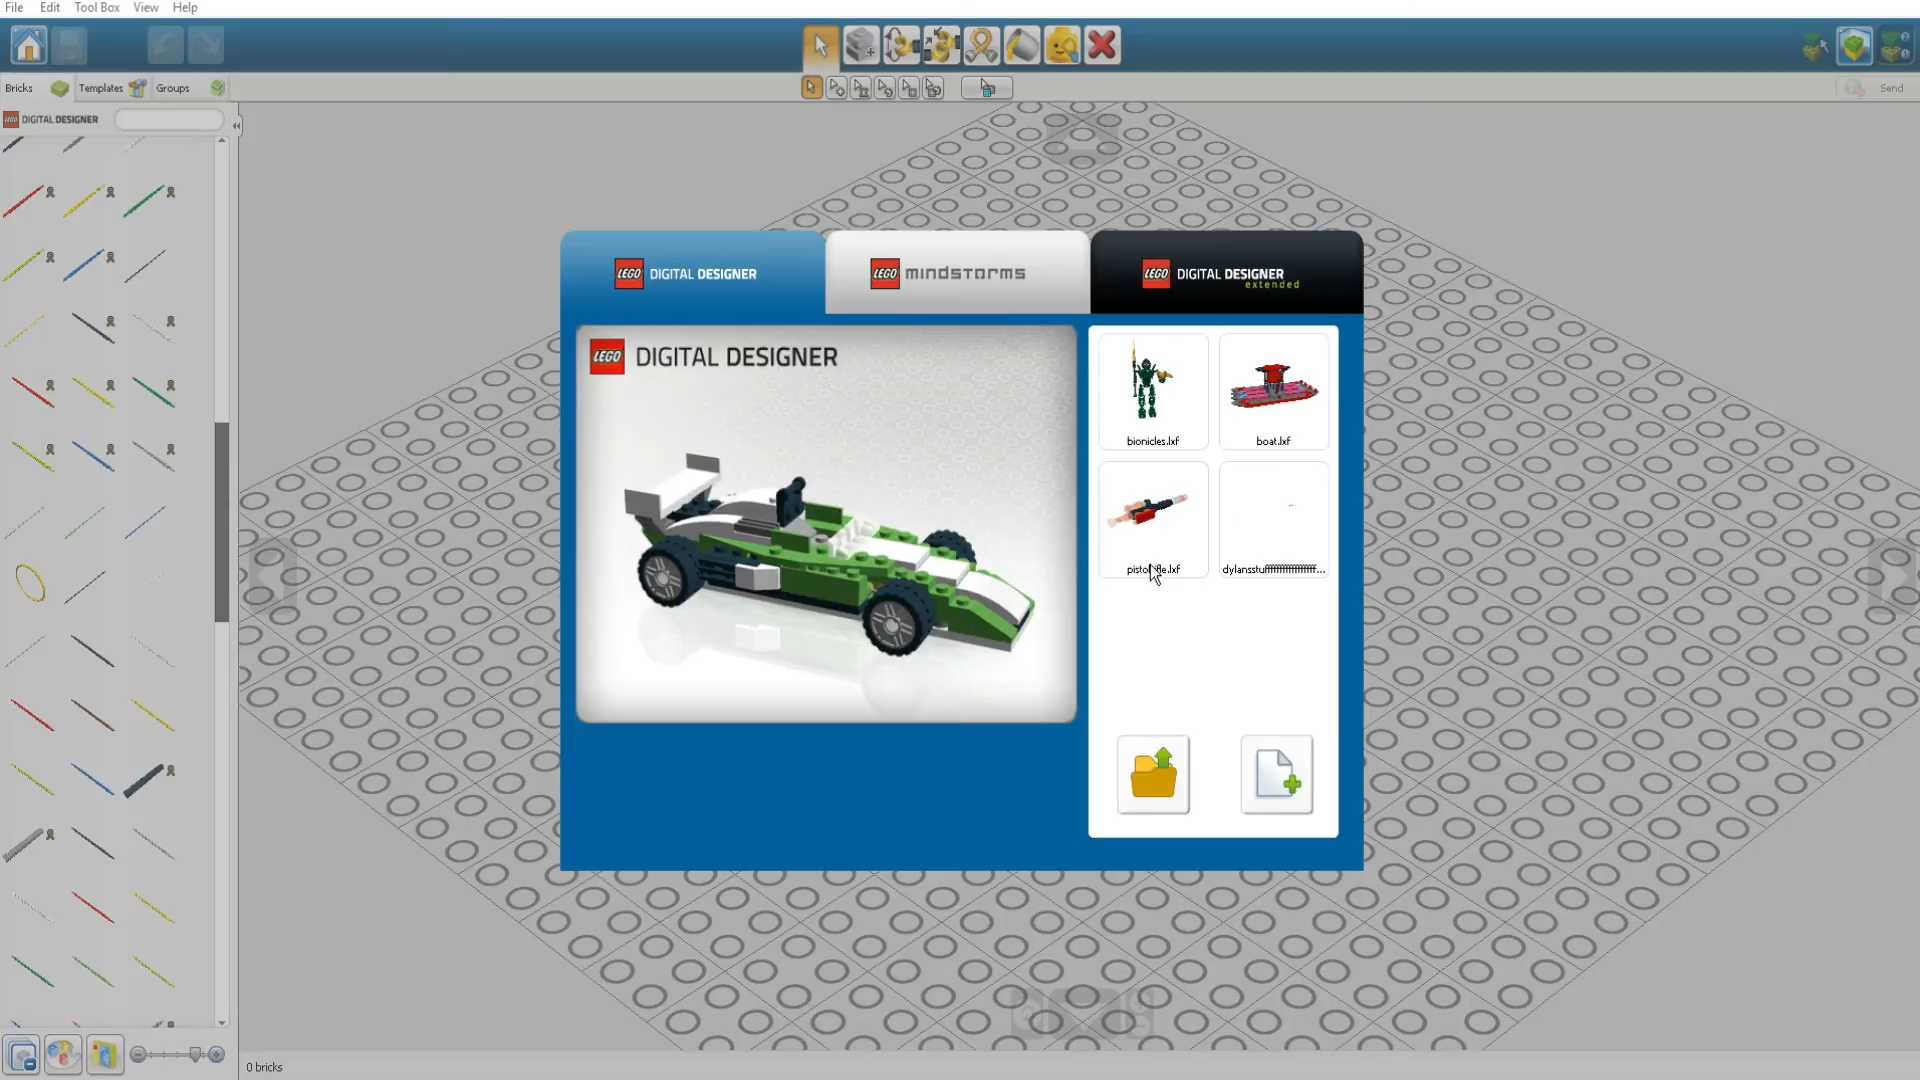 File Edit Tool Box View Help
Bricks Templates Groups
Send
LEGO DIGITAL DESIGNER
LEGO DIGITAL DESIGNER
LEGO mindstorms
LEGO DIGITAL DESIGNER
extended
LEGO DIGITAL DESIGNER
bionicles.lxf
boat.lxf
0 bricks